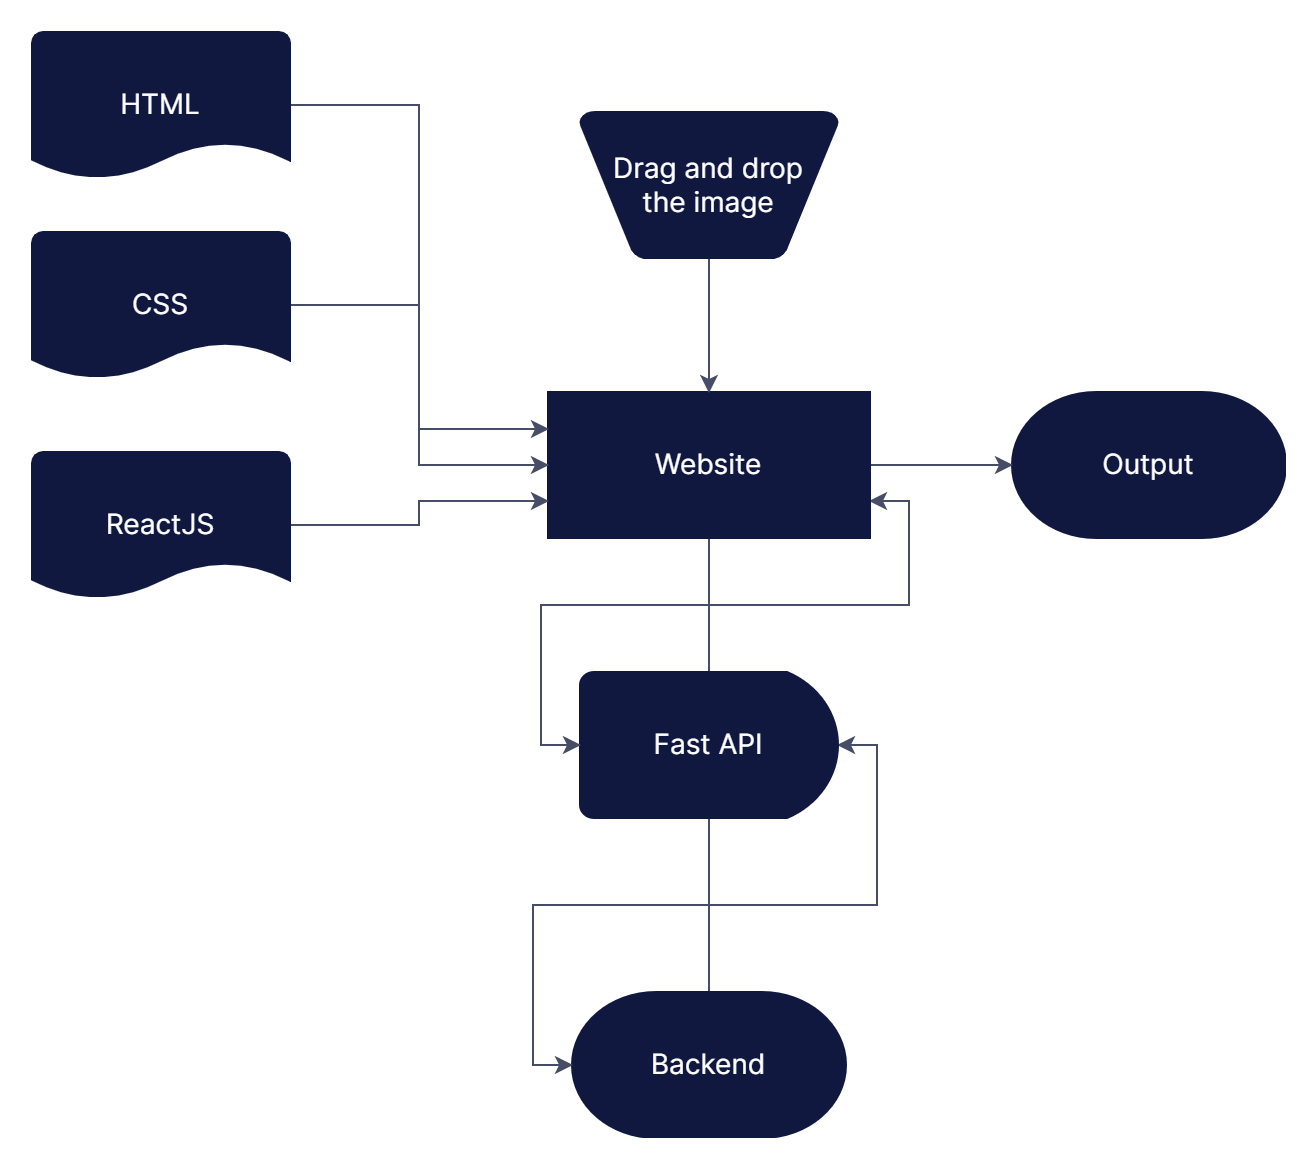 HTML
Drag and drop
the image
CSS
Website
Output
ReactJS
Fast API
Backend